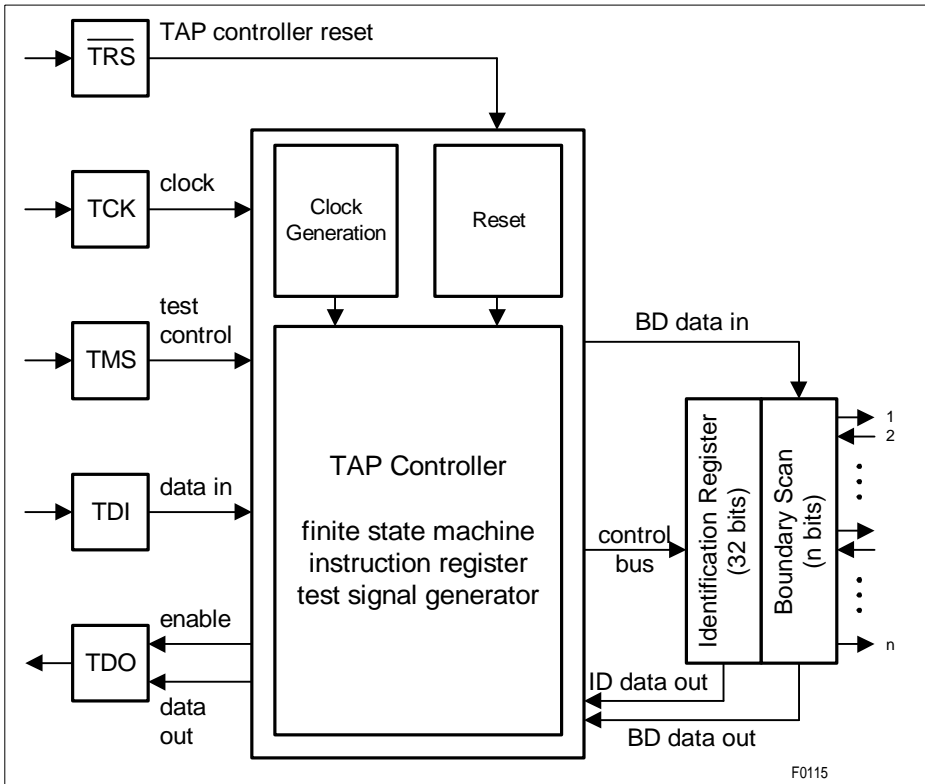 TAP controller reset
TRS
clock
TCK
Clock
Generation
Reset
test
control
TMS
BD data in
TAP Controller
finite state machine
instruction register
test signal generator
data in
TDI
control
bus
Identification Register
(32 bits)
Boundary Scan
(n bits)
1
2
n
enable
TDO
data
out
ID data out
BD data out
F0115